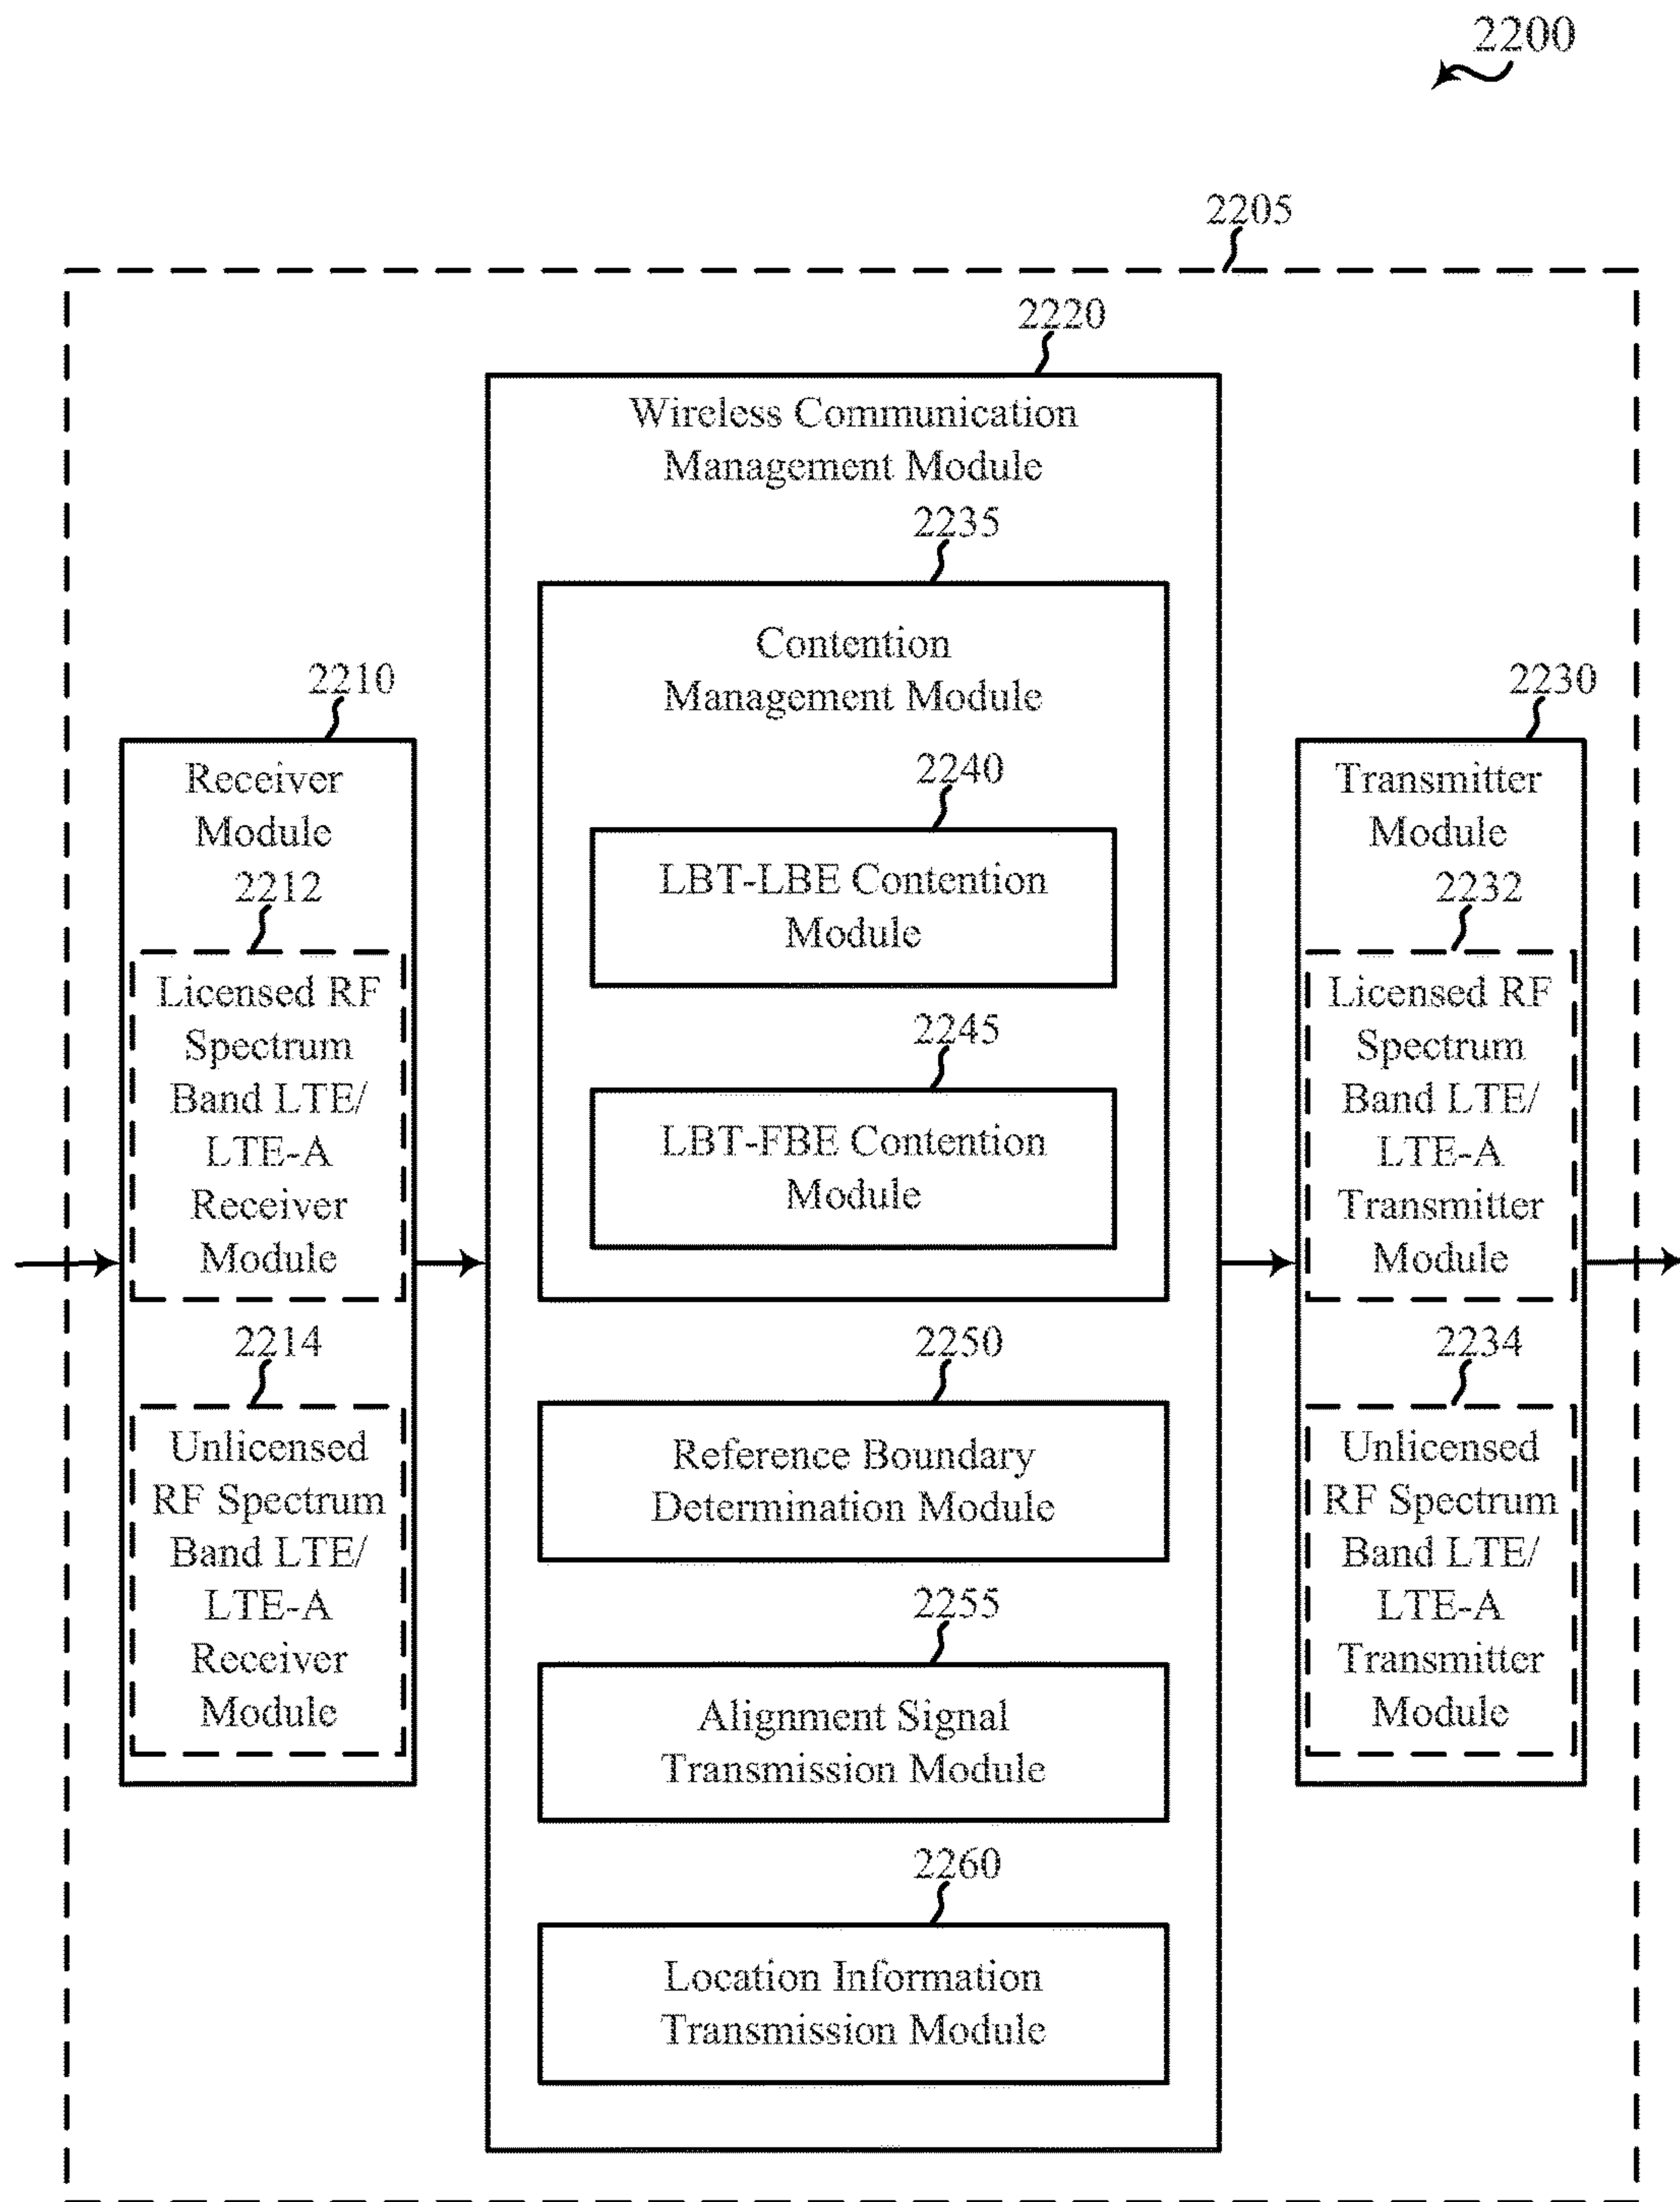 2200
2205
2220
Wireless Communication
Management Module
2235
Contention
Management Module
2240
LBT-LBE Contention
Module
2245
LBT-FBE Contention
Module
2250
Reference Boundary
Determination Module
2255
Alignment Signal
Transmission Module
2260
Location Information
Transmission Module
2210
Receiver
Module
2212
Licensed RF
Spectrum
Band LTE/
LTE-A
Receiver
Module
2214
Unlicensed
RF Spectrum
Band LTE/
LTE-A
Receiver
Module
2230
Transmitter
Module
2232
Licensed RF
Spectrum
Band LTE/
LTE-A
Transmitter
Module
2234
Unlicensed
RF Spectrum
Band LTE/
LTE-A
Transmitter
Module